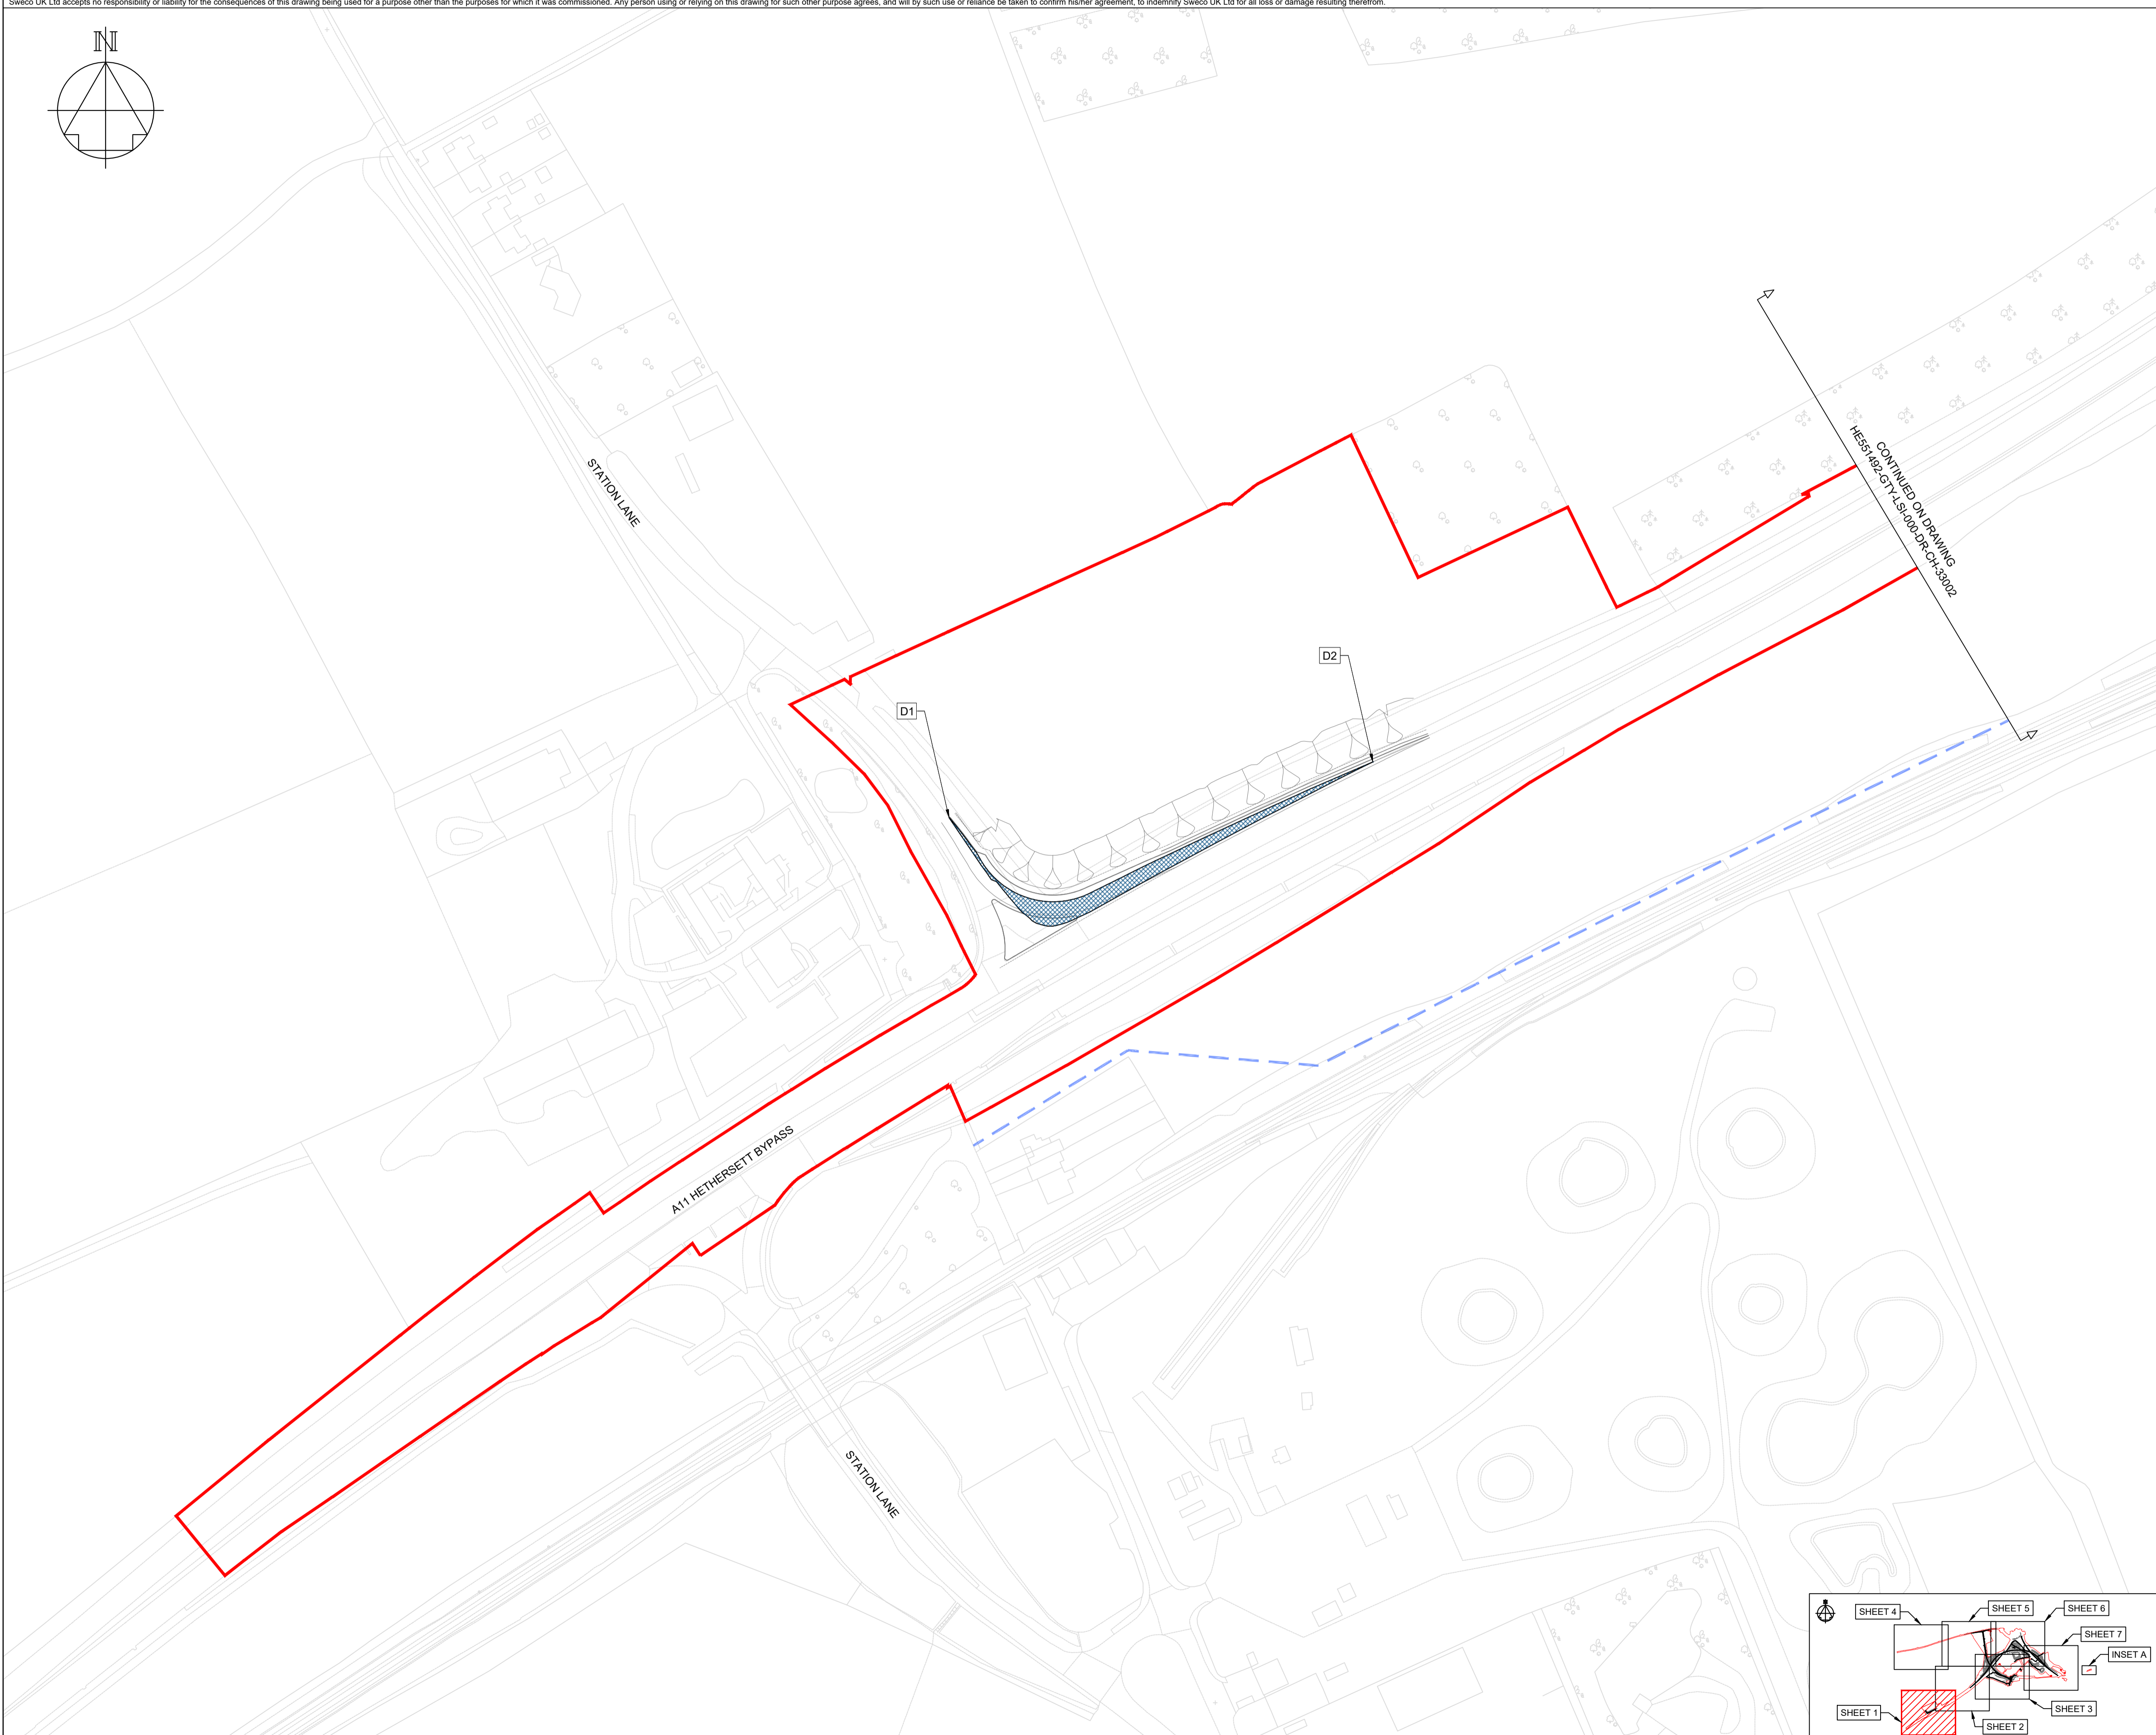 Sweco UK Ltd accepts no responsibility or liability for the consequences of this drawing being used for a purpose other than the purposes for which it was commissioned. Any person using or relying on this drawing for such other purpose agrees, and will by such use or reliance be taken to confirm his/her agreement, to indemnify Sweco UK Ltd for all loss or damage resulting therefrom.
N
STATION LANE
CONTINUED ON DRAWING
HE551492-GTY-LSI-000-DR-CH-33002
D2
D1
A11 HETHERSETT BYPASS
STATION LANE
SHEET 4
SHEET 5
SHEET 6
SHEET 7
INSET A
SHEET 1
SHEET 3
SHEET 2